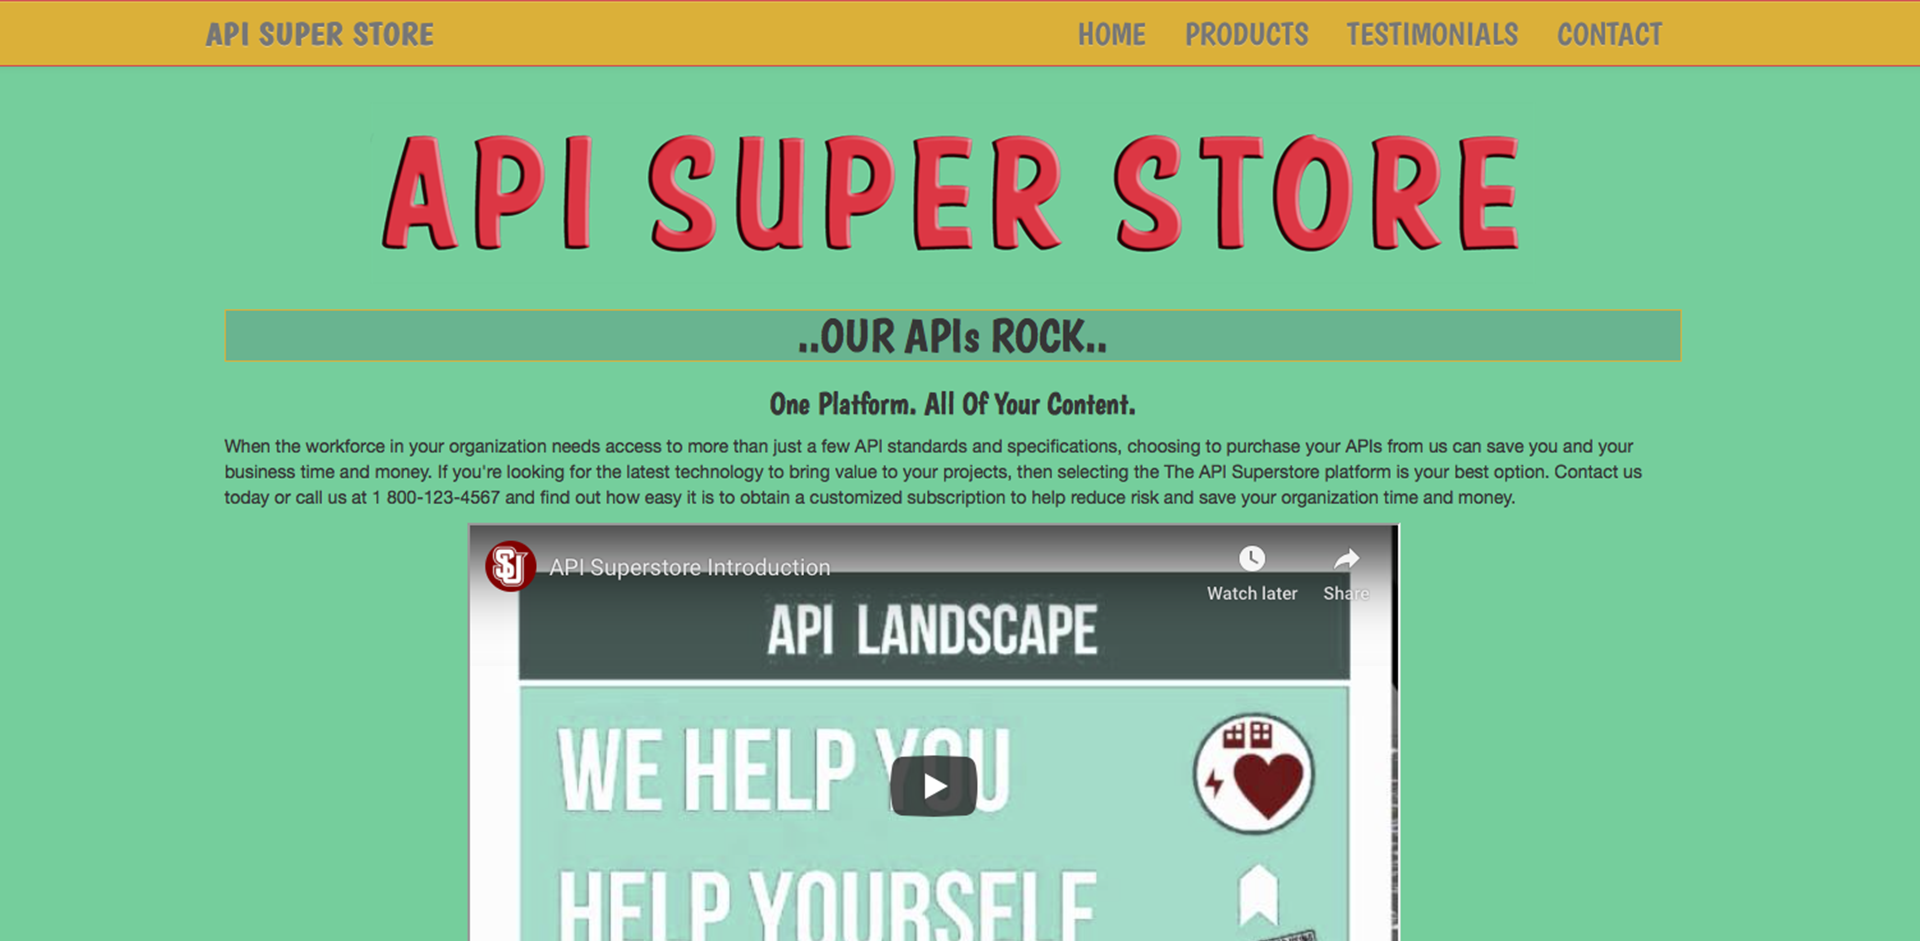 API SUPER STORE
HOME PRODUCTS TESTIMONIALS CONTACT
API SUPER STORE
..OUR APIs ROCK..
One Platform. All Of Your Content.
When the workforce in your organization needs access to more than just a few API standards and specifications, choosing to purchase your APIs from us can save you and your
business time and money. If you're looking for the latest technology to bring value to your projects, then selecting the The API Superstore platform is your best option. Contact us
today or call us at 1 800-123-4567 and find out how easy it is to obtain a customized subscription to help reduce risk and save your organization time and money.
SU
API Superstore Introduction
Watch later Share
API LANDSCAPE
WE HELP YOU
HELP YOURSELF